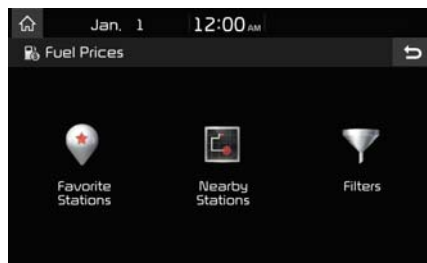 Jan. 1 12:00 AM
Fuel Prices
Favorite
Stations
Nearby
Stations
Filters